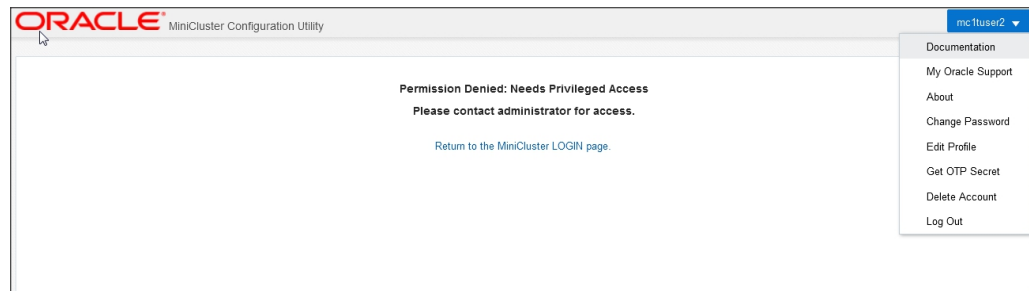 ORACLE® MiniCluster Configuration Utility
mc1tuser2
Documentation
My Oracle Support
About
Change Password
Edit Profile
Get OTP Secret
Delete Account
Log Out
Permission Denied: Needs Privileged Access
Please contact administrator for access.
Return to the MiniCluster LOGIN page.